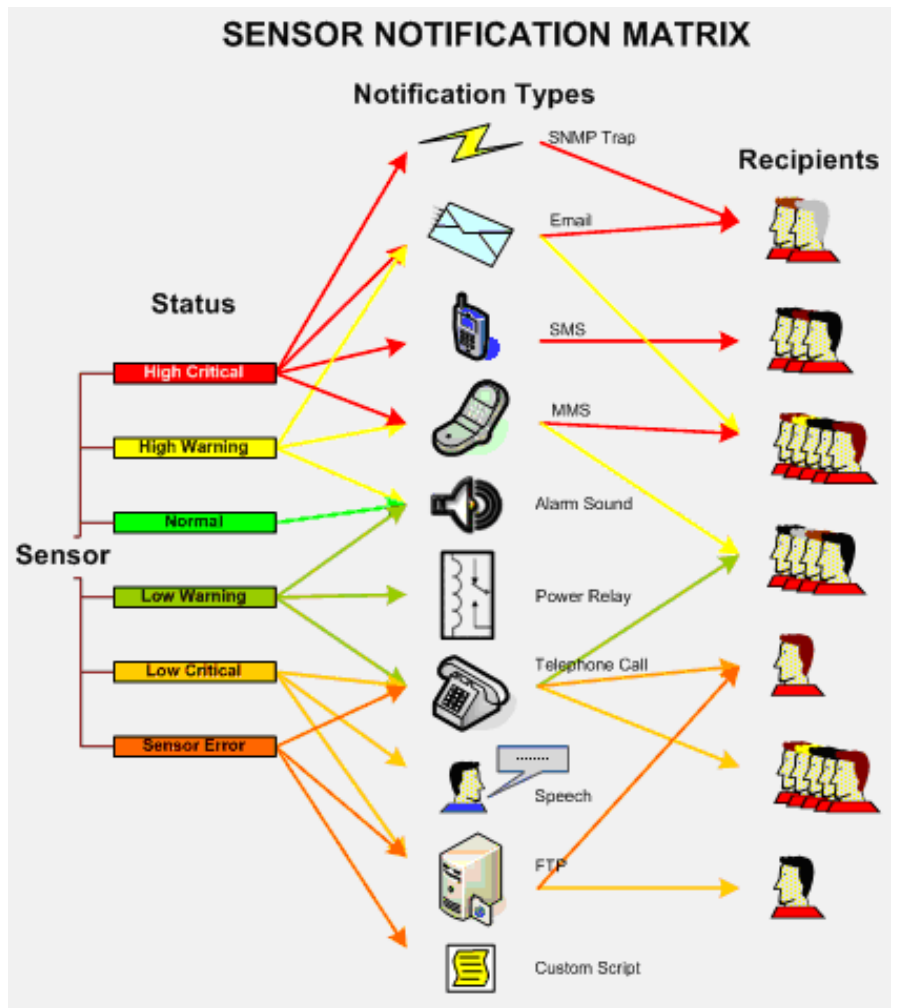 SENSOR NOTIFICATION MATRIX
Notification Types
SNMP Trap
Recipients
Email
Status
SMS
High Critical
MMS
High Warning
Alarm Sound
Normal
Sensor
Low Warning
Power Relay
Telephone Call
Low Critical
Sensor Error
........
Speech
FTP
Custom Script